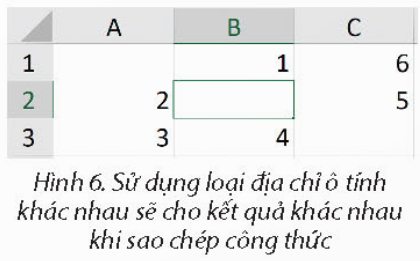 A B C
1 1 6
2 2 5
3 3 4
Hình 6. Sử dụng loại địa chỉ ô tính
khác nhau sẽ cho kết quả khác nhau
khi sao chép công thức